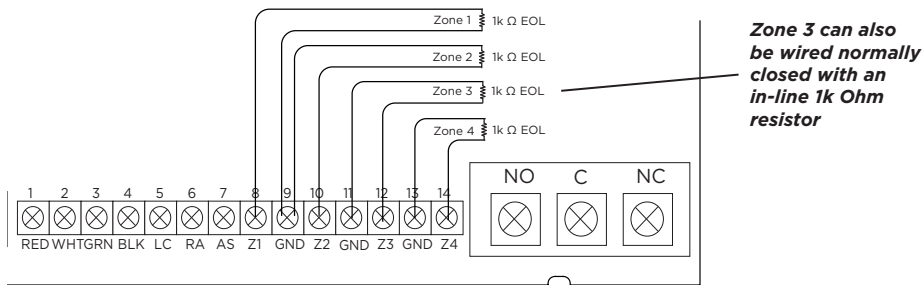 Zone 1 1k Ω EOL
Zone 2 1k Ω EOL
Zone 3 1k Ω EOL
Zone 4 1k Ω EOL
Zone 3 can also
be wired normally
closed with an
in-line 1k Ohm
resistor
1 2 3 4 5 6 7 8 9 10 11 12 13 14
RED WHT GRN BLK LC RA AS Z1 GND Z2 GND Z3 GND Z4
NO C NC